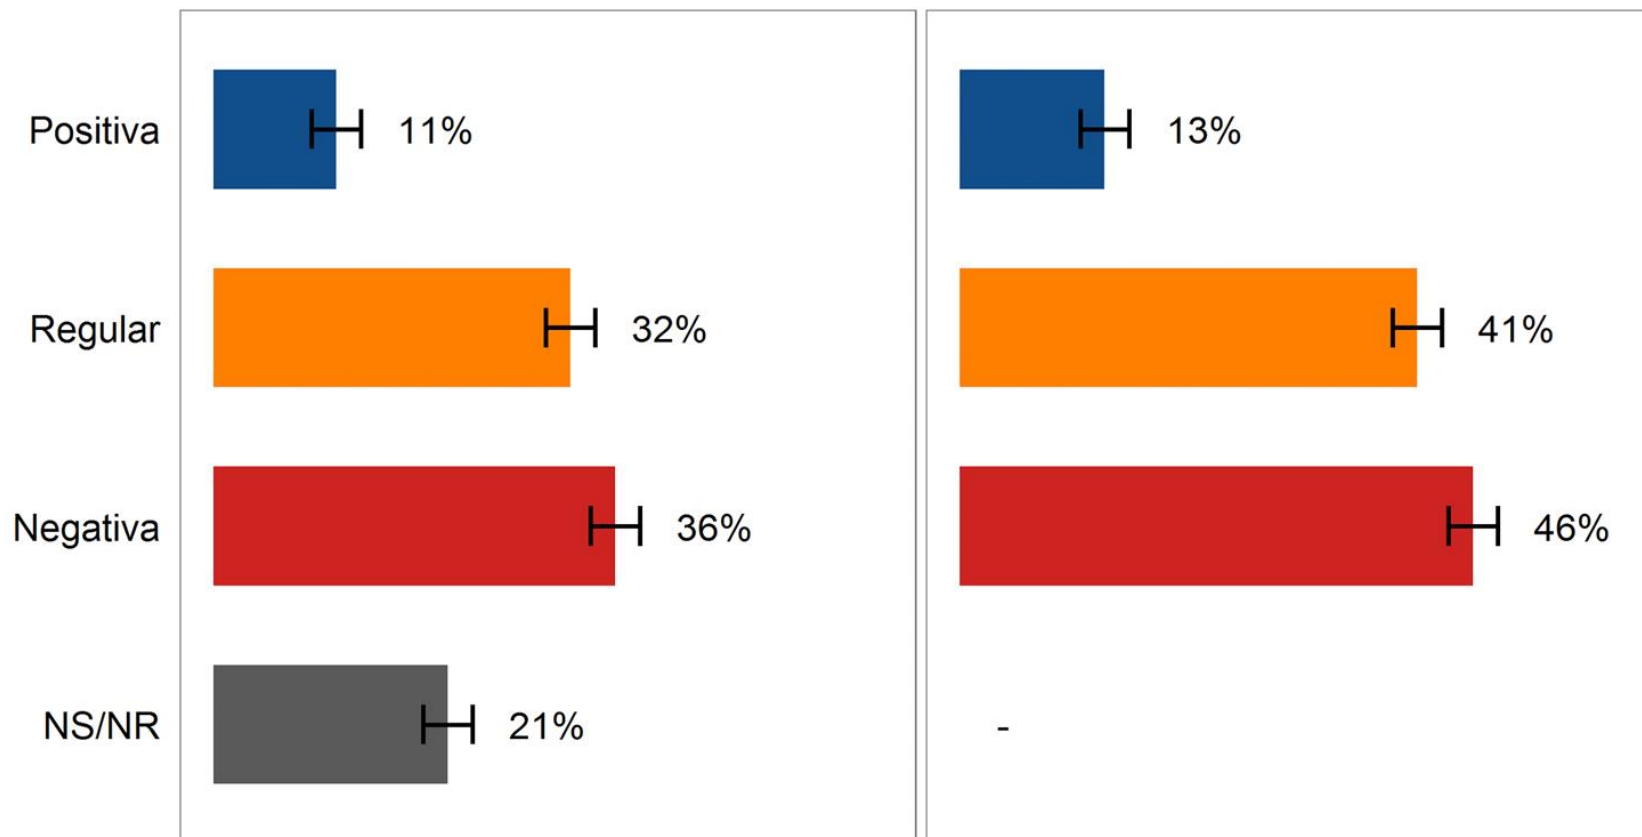 Positiva 11% 13%
Regular 32% 41%
Negativa 36% 46%
NS/NR 21% -